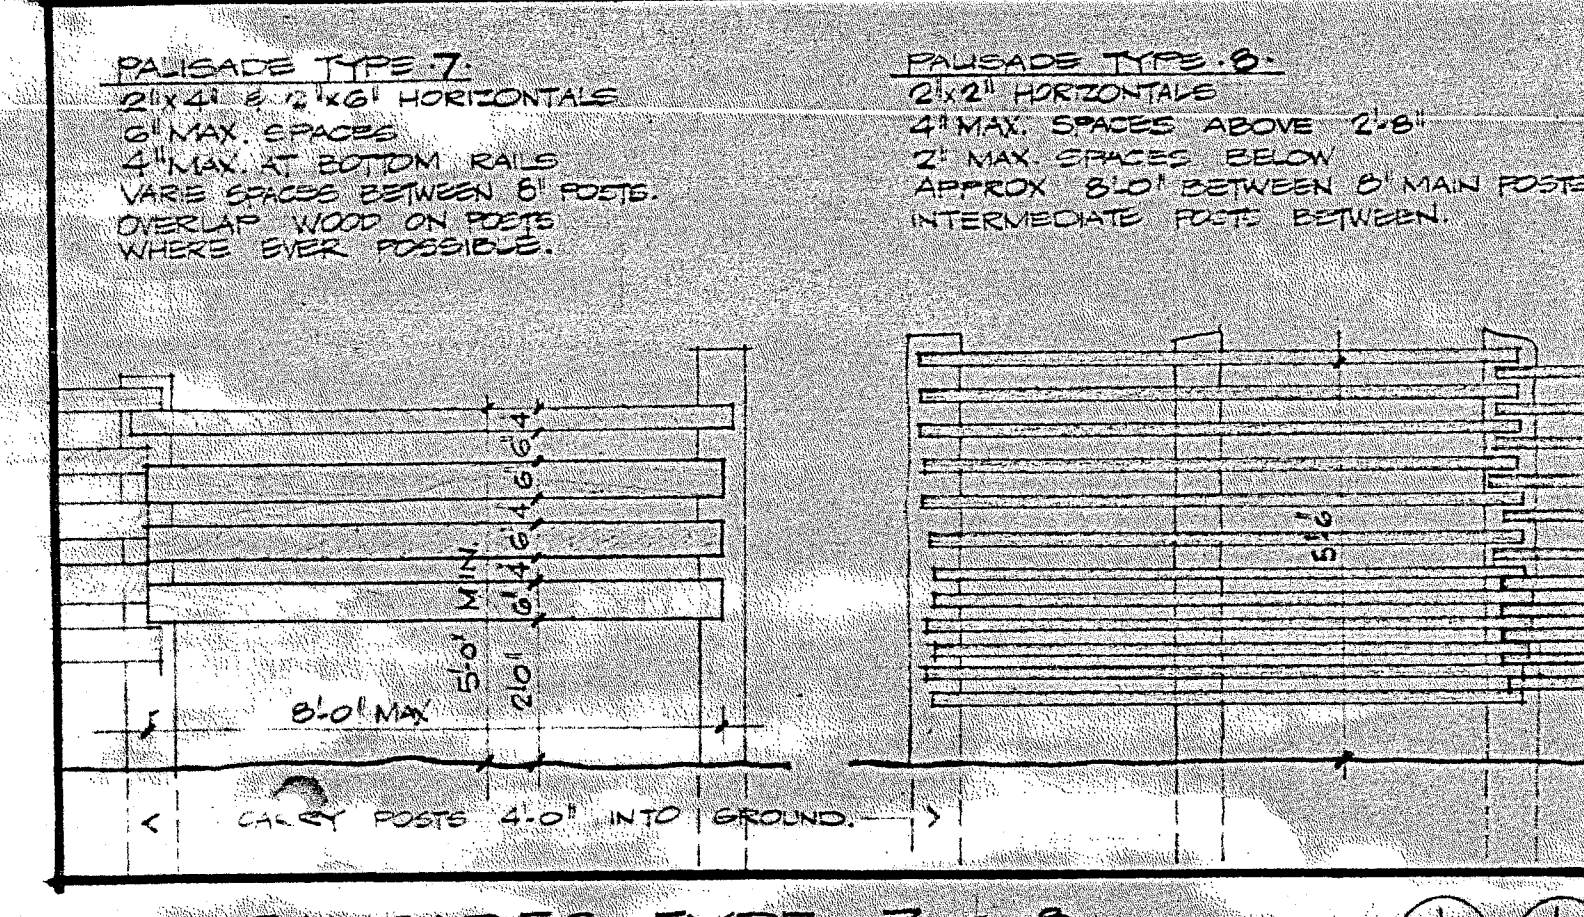 PALISADE TYPE ·7·
2"x4" & 2"x6" HORIZONTALS
6" MAX. SPACES
4" MAX. AT BOTTOM RAILS
VARIE SPACES BETWEEN 8" POSTS.
OVERLAP WOOD ON POSTS
WHERE EVER POSSIBLE.
PALISADE TYPE ·8·
2"x2" HORIZONTALS
4" MAX. SPACES ABOVE 2'-8"
2" MAX. SPACES BELOW
APPROX 8'-0" BETWEEN 8" MAIN POSTS
INTERMEDIATE POSTS BETWEEN.
4
6"
6"
4
6"
4"
6"
2'0"
5'-0" MIN.
8'-0" MAX
5'-6"
< CARRY POSTS 4'-0" INTO GROUND. >
TYPE 7 8